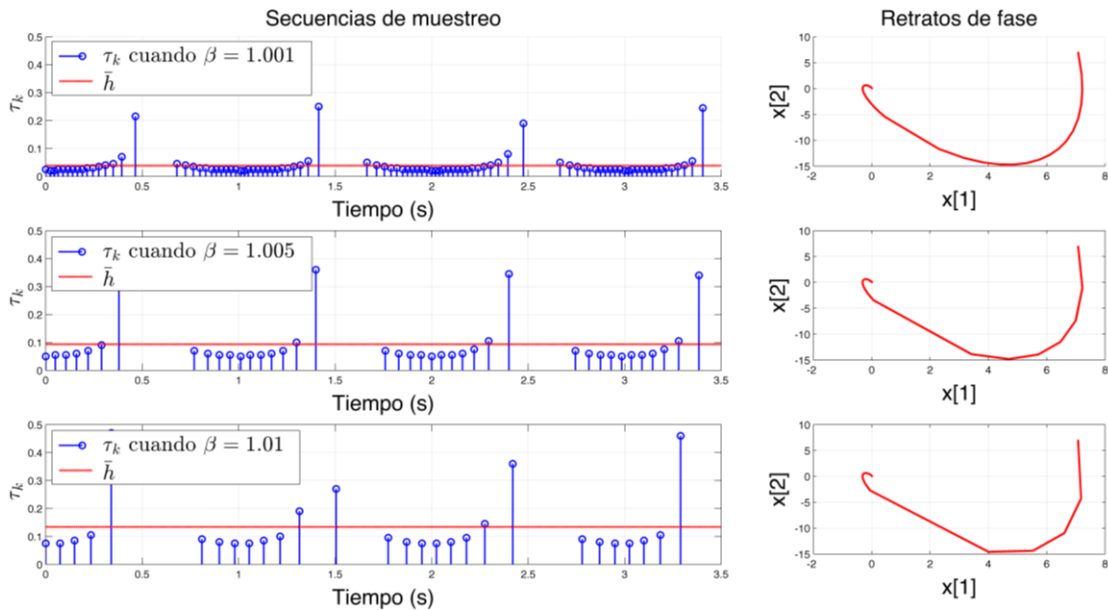 Secuencias de muestreo
Retratos de fase
τk cuando β = 1.001
h̄
τk
0.5
0.4
0.3
0.2
0.1
0
0 0.5 1 1.5 2 2.5 3 3.5
Tiempo (s)
x[2]
10
5
0
-5
-10
-15
-2 0 2 4 6 8
x[1]
τk cuando β = 1.005
h̄
τk
0.5
0.4
0.3
0.2
0.1
0
0 0.5 1 1.5 2 2.5 3 3.5
Tiempo (s)
x[2]
10
5
0
-5
-10
-15
-2 0 2 4 6 8
x[1]
τk cuando β = 1.01
h̄
τk
0.5
0.4
0.3
0.2
0.1
0
0 0.5 1 1.5 2 2.5 3 3.5
Tiempo (s)
x[2]
10
5
0
-5
-10
-15
-2 0 2 4 6 8
x[1]